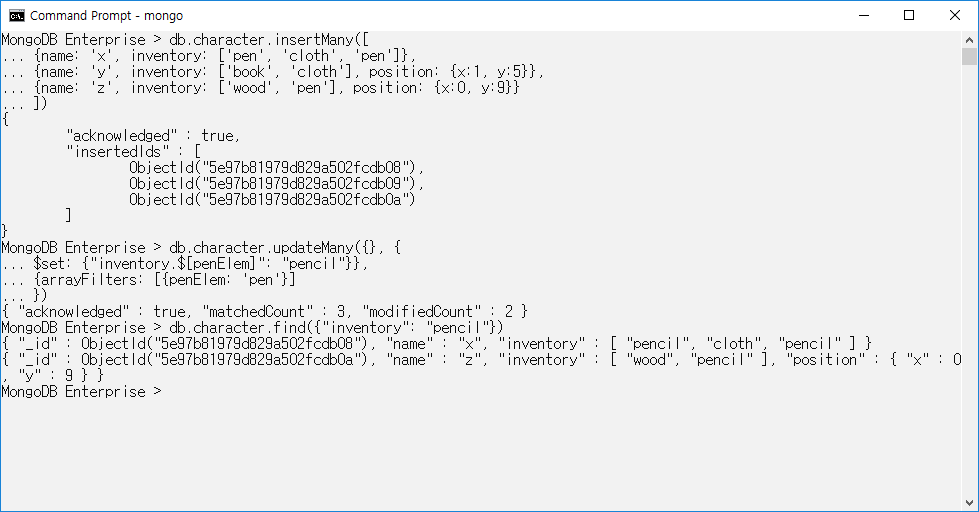 Command Prompt - mongo
MongoDB Enterprise > db.character.insertMany([
... {name: 'x', inventory: ['pen', 'cloth', 'pen']},
... {name: 'y', inventory: ['book', 'cloth'], position: {x:1, y:5}},
... {name: 'z', inventory: ['wood', 'pen'], position: {x:0, y:9}}
... ])
{
        "acknowledged" : true,
        "insertedIds" : [
                ObjectId("5e97b81979d829a502fcdb08"),
                ObjectId("5e97b81979d829a502fcdb09"),
                ObjectId("5e97b81979d829a502fcdb0a")
        ]
}
MongoDB Enterprise > db.character.updateMany({}, {
... $set: {"inventory.$[penElem]": "pencil"}},
... {arrayFilters: [{penElem: 'pen'}]
... })
{ "acknowledged" : true, "matchedCount" : 3, "modifiedCount" : 2 }
MongoDB Enterprise > db.character.find({"inventory": "pencil"})
{ "_id" : ObjectId("5e97b81979d829a502fcdb08"), "name" : "x", "inventory" : [ "pencil", "cloth", "pencil" ] }
{ "_id" : ObjectId("5e97b81979d829a502fcdb0a"), "name" : "z", "inventory" : [ "wood", "pencil" ], "position" : { "x" : 0
, "y" : 9 } }
MongoDB Enterprise >